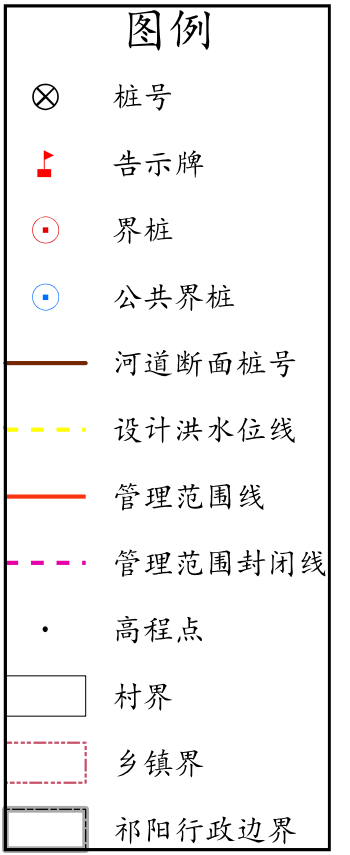 图例
桩号
告示牌
界桩
公共界桩
河道断面桩号
设计洪水位线
管理范围线
管理范围封闭线
高程点
村界
乡镇界
祁阳行政边界